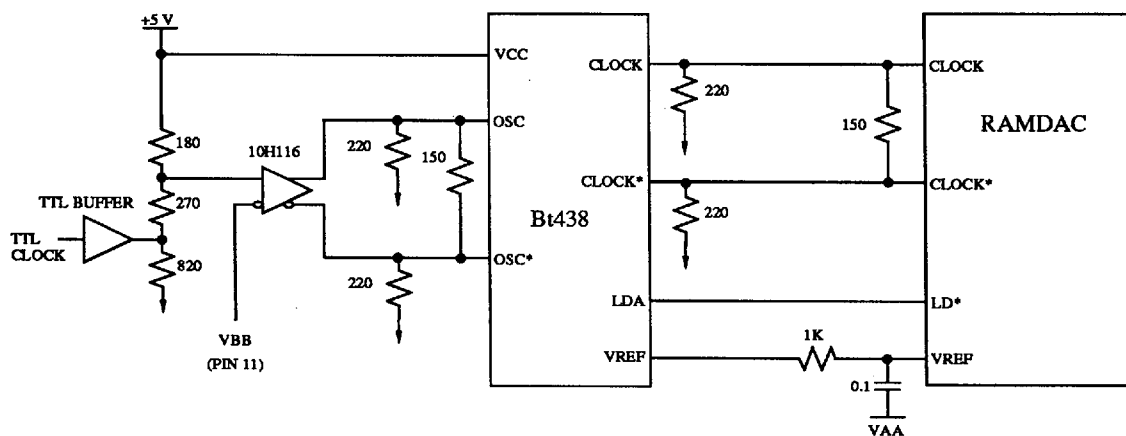 +5 V
VCC
CLOCK
CLOCK
220
RAMDAC
OSC
180
10H116
220
150
150
CLOCK*
CLOCK*
TTL BUFFER
270
Bt438
220
TTL
CLOCK
820
OSC*
220
LDA
LD*
VBB
(PIN 11)
1K
VREF
VREF
0.1
VAA